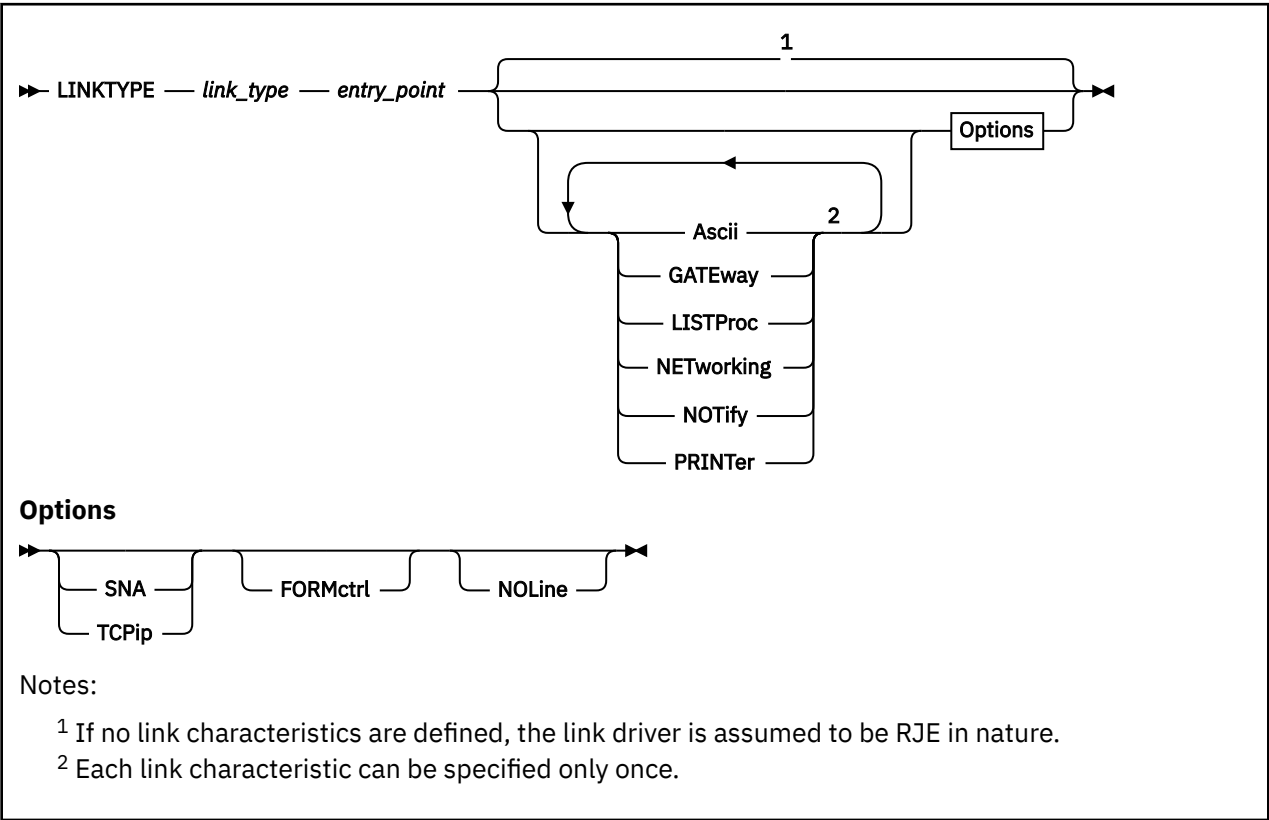 1
LINKTYPE link_type entry_point
Options
Ascii 2
GATEway
LISTProc
NETworking
NOTify
PRINTer
Options
SNA FORMctrl NOLine
TCPip
Notes:
1 If no link characteristics are defined, the link driver is assumed to be RJE in nature.
2 Each link characteristic can be specified only once.